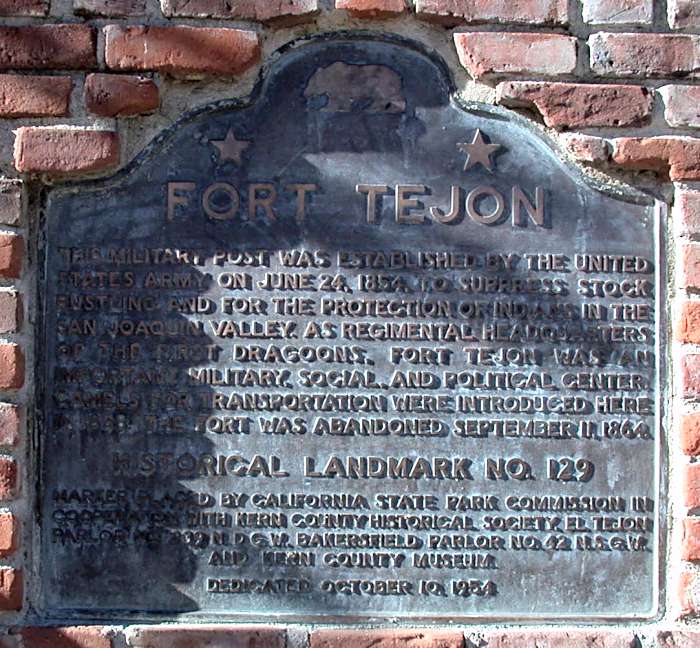 FORT TEJON
THIS MILITARY POST WAS ESTABLISHED BY THE UNITED
STATES ARMY ON JUNE 24, 1854, TO SUPPRESS STOCK
RUSTLING AND FOR THE PROTECTION OF INDIANS IN THE
SAN JOAQUIN VALLEY. AS REGIMENTAL HEADQUARTERS
OF THE FIRST DRAGOONS, FORT TEJON WAS AN
IMPORTANT MILITARY, SOCIAL, AND POLITICAL CENTER.
CAMELS FOR TRANSPORTATION WERE INTRODUCED HERE
THE FORT WAS ABANDONED SEPTEMBER 11, 1864.
HISTORICAL LANDMARK NO. 129
MARKER PLACED BY CALIFORNIA STATE PARK COMMISSION IN
COOPERATION WITH KERN COUNTY HISTORICAL SOCIETY, EL TEJON
PARLOR NO. 239 N.D.G.W. BAKERSFIELD PARLOR NO. 42 N.S.G.W.
AND KERN COUNTY MUSEUM.
DEDICATED OCTOBER 10, 1954